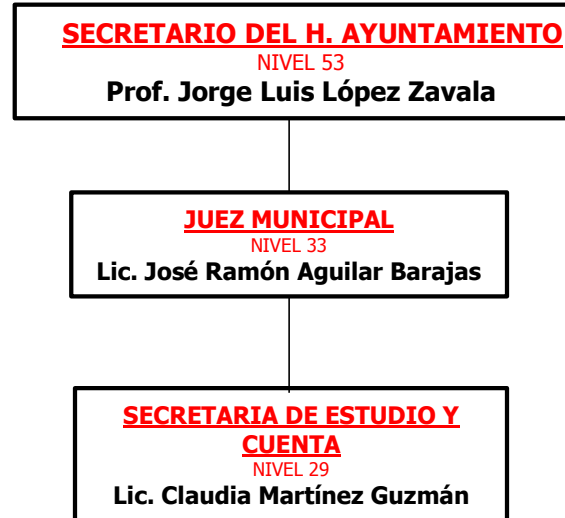 SECRETARIO DEL H. AYUNTAMIENTO
NIVEL 53
Prof. Jorge Luis López Zavala
JUEZ MUNICIPAL
NIVEL 33
Lic. José Ramón Aguilar Barajas
SECRETARIA DE ESTUDIO Y
CUENTA
NIVEL 29
Lic. Claudia Martínez Guzmán